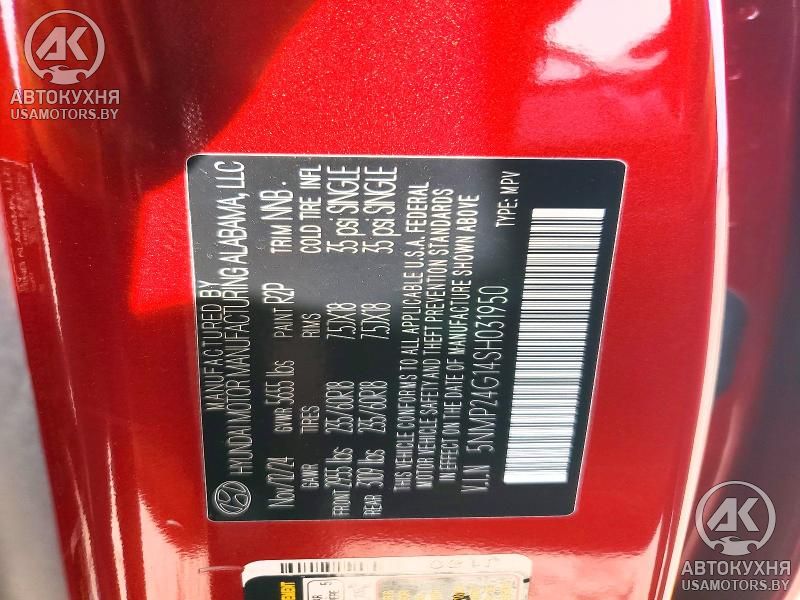 AK
АВТОКУХНЯ
USAMOTORS.BY
MANUFACTURED BY
HYUNDAI MOTOR MANUFACTURING ALABAMA, LLC
Nov/12/24 GVWR 5655 lbs PAINT R2P TRIM NNB
GAWR TIRES RIMS COLD TIRE INFL
FRONT 2955 lbs 235/60R18 7.5JX18 35 psi SINGLE
REAR 3109 lbs 235/60R18 7.5JX18 35 psi SINGLE
THIS VEHICLE CONFORMS TO ALL APPLICABLE U.S.A. FEDERAL
MOTOR VEHICLE SAFETY AND THEFT PREVENTION STANDARDS
IN EFFECT ON THE DATE OF MANUFACTURE SHOWN ABOVE
V.I.N 5NMP24G14SH031950 TYPE: MPV
AK
АВТОКУХНЯ
USAMOTORS.BY